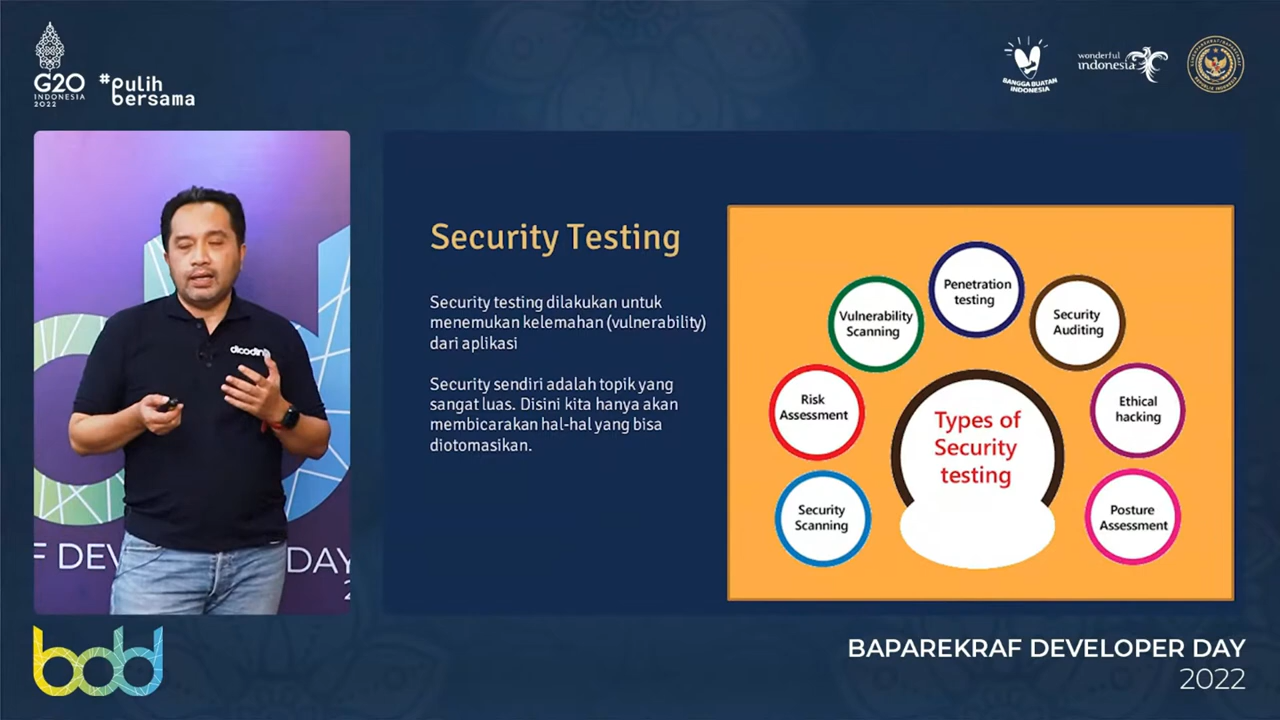 G20
INDONESIA
2022
#pulih
bersama
BANGGA BUATAN
INDONESIA
wonderful
indonesia
dicoding
F DEV
DAY
2
Security Testing
Security testing dilakukan untuk
menemukan kelemahan (vulnerability)
dari aplikasi
Security sendiri adalah topik yang
sangat luas. Disini kita hanya akan
membicarakan hal-hal yang bisa
diotomasikan.
Penetration
testing
Vulnerability
Scanning
Security
Auditing
Risk
Assessment
Ethical
hacking
Types of
Security
testing
Security
Scanning
Posture
Assessment
bdd
BAPAREKRAF DEVELOPER DAY
2022